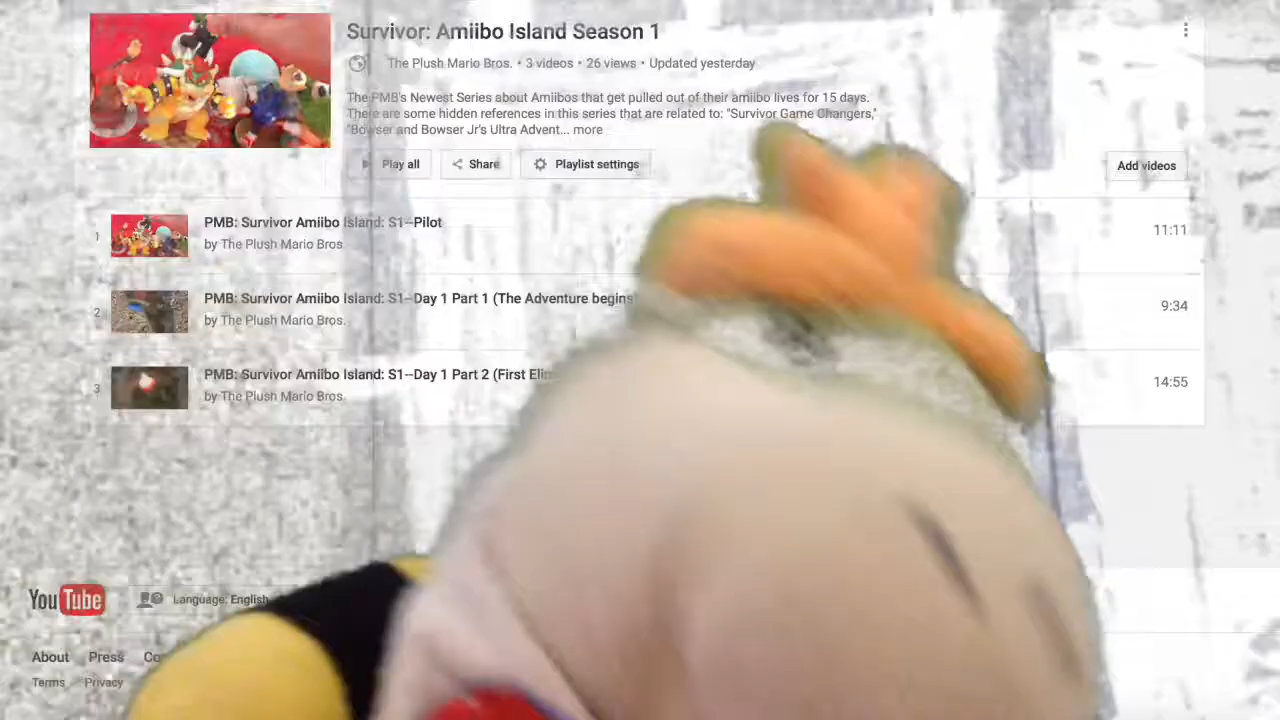 Survivor: Amiibo Island Season 1
The Plush Mario Bros. • 3 videos • 26 views • Updated yesterday
The PMB's Newest Series about Amiibos that get pulled out of their amiibo lives for 15 days.
There are some hidden references in this series that are related to: "Survivor Game Changers,"
"Bowser and Bowser Jr's Ultra Advent... more
Play all Share Playlist settings Add videos
1 PMB: Survivor Amiibo Island: S1--Pilot 11:11
by The Plush Mario Bros.
2 PMB: Survivor Amiibo Island: S1--Day 1 Part 1 (The Adventure begins 9:34
by The Plush Mario Bros.
3 PMB: Survivor Amiibo Island: S1--Day 1 Part 2 (First 14:55
by The Plush Mario Bros.
YouTube Language: English
About Press
Terms Privacy